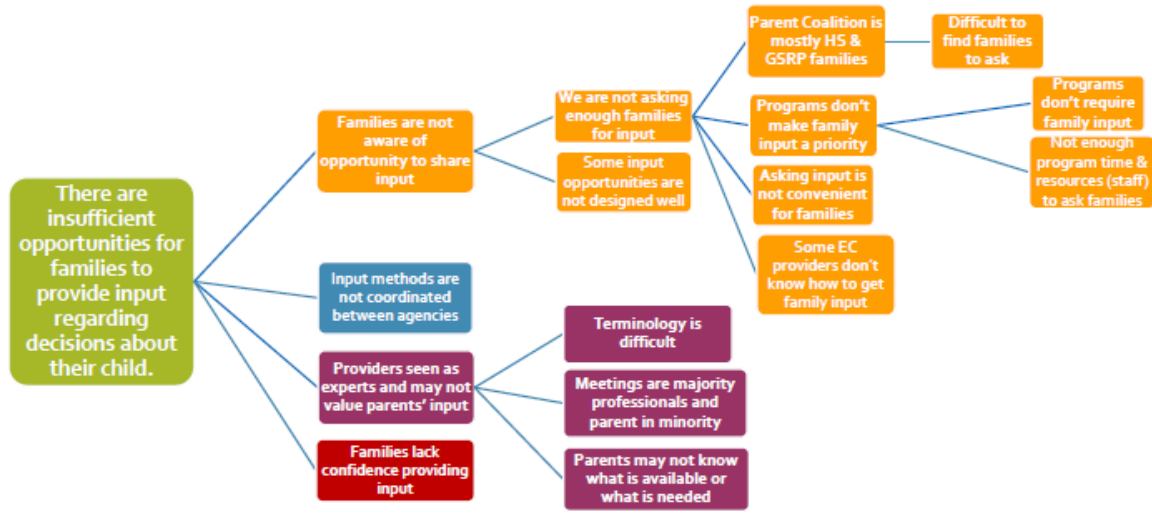 There are
insufficient
opportunities for
families to
provide input
regarding
decisions about
their child.
Families are not
aware of
opportunity to share
input
We are not asking
enough families
for input
Parent Coalition is
mostly HS &
GSRP families
Difficult to
find families
to ask
Programs don't
make family
input a priority
Programs
don't require
family input
Not enough
program time &
resources (staff)
to ask families
Asking input is
not convenient
for families
Some EC
providers don't
know how to get
family input
Some input
opportunities are
not designed well
Input methods are
not coordinated
between agencies
Providers seen as
experts and may not
value parents' input
Terminology is
difficult
Meetings are majority
professionals and
parent in minority
Parents may not know
what is available or
what is needed
Families lack
confidence providing
input